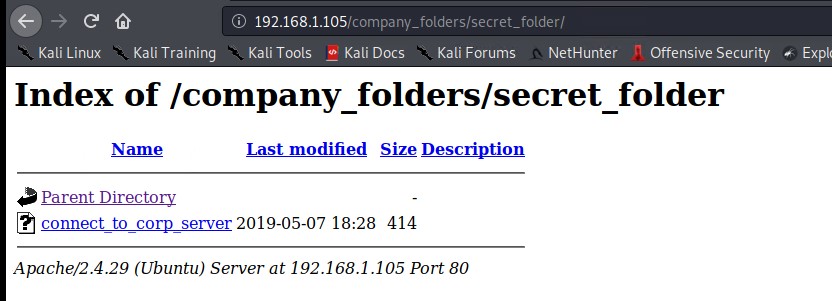 192.168.1.105/company_folders/secret_folder/
Kali Linux Kali Training Kali Tools Kali Docs Kali Forums NetHunter Offensive Security Explo
Index of /company_folders/secret_folder
Name Last modified Size Description
Parent Directory -
connect_to_corp_server 2019-05-07 18:28 414
Apache/2.4.29 (Ubuntu) Server at 192.168.1.105 Port 80